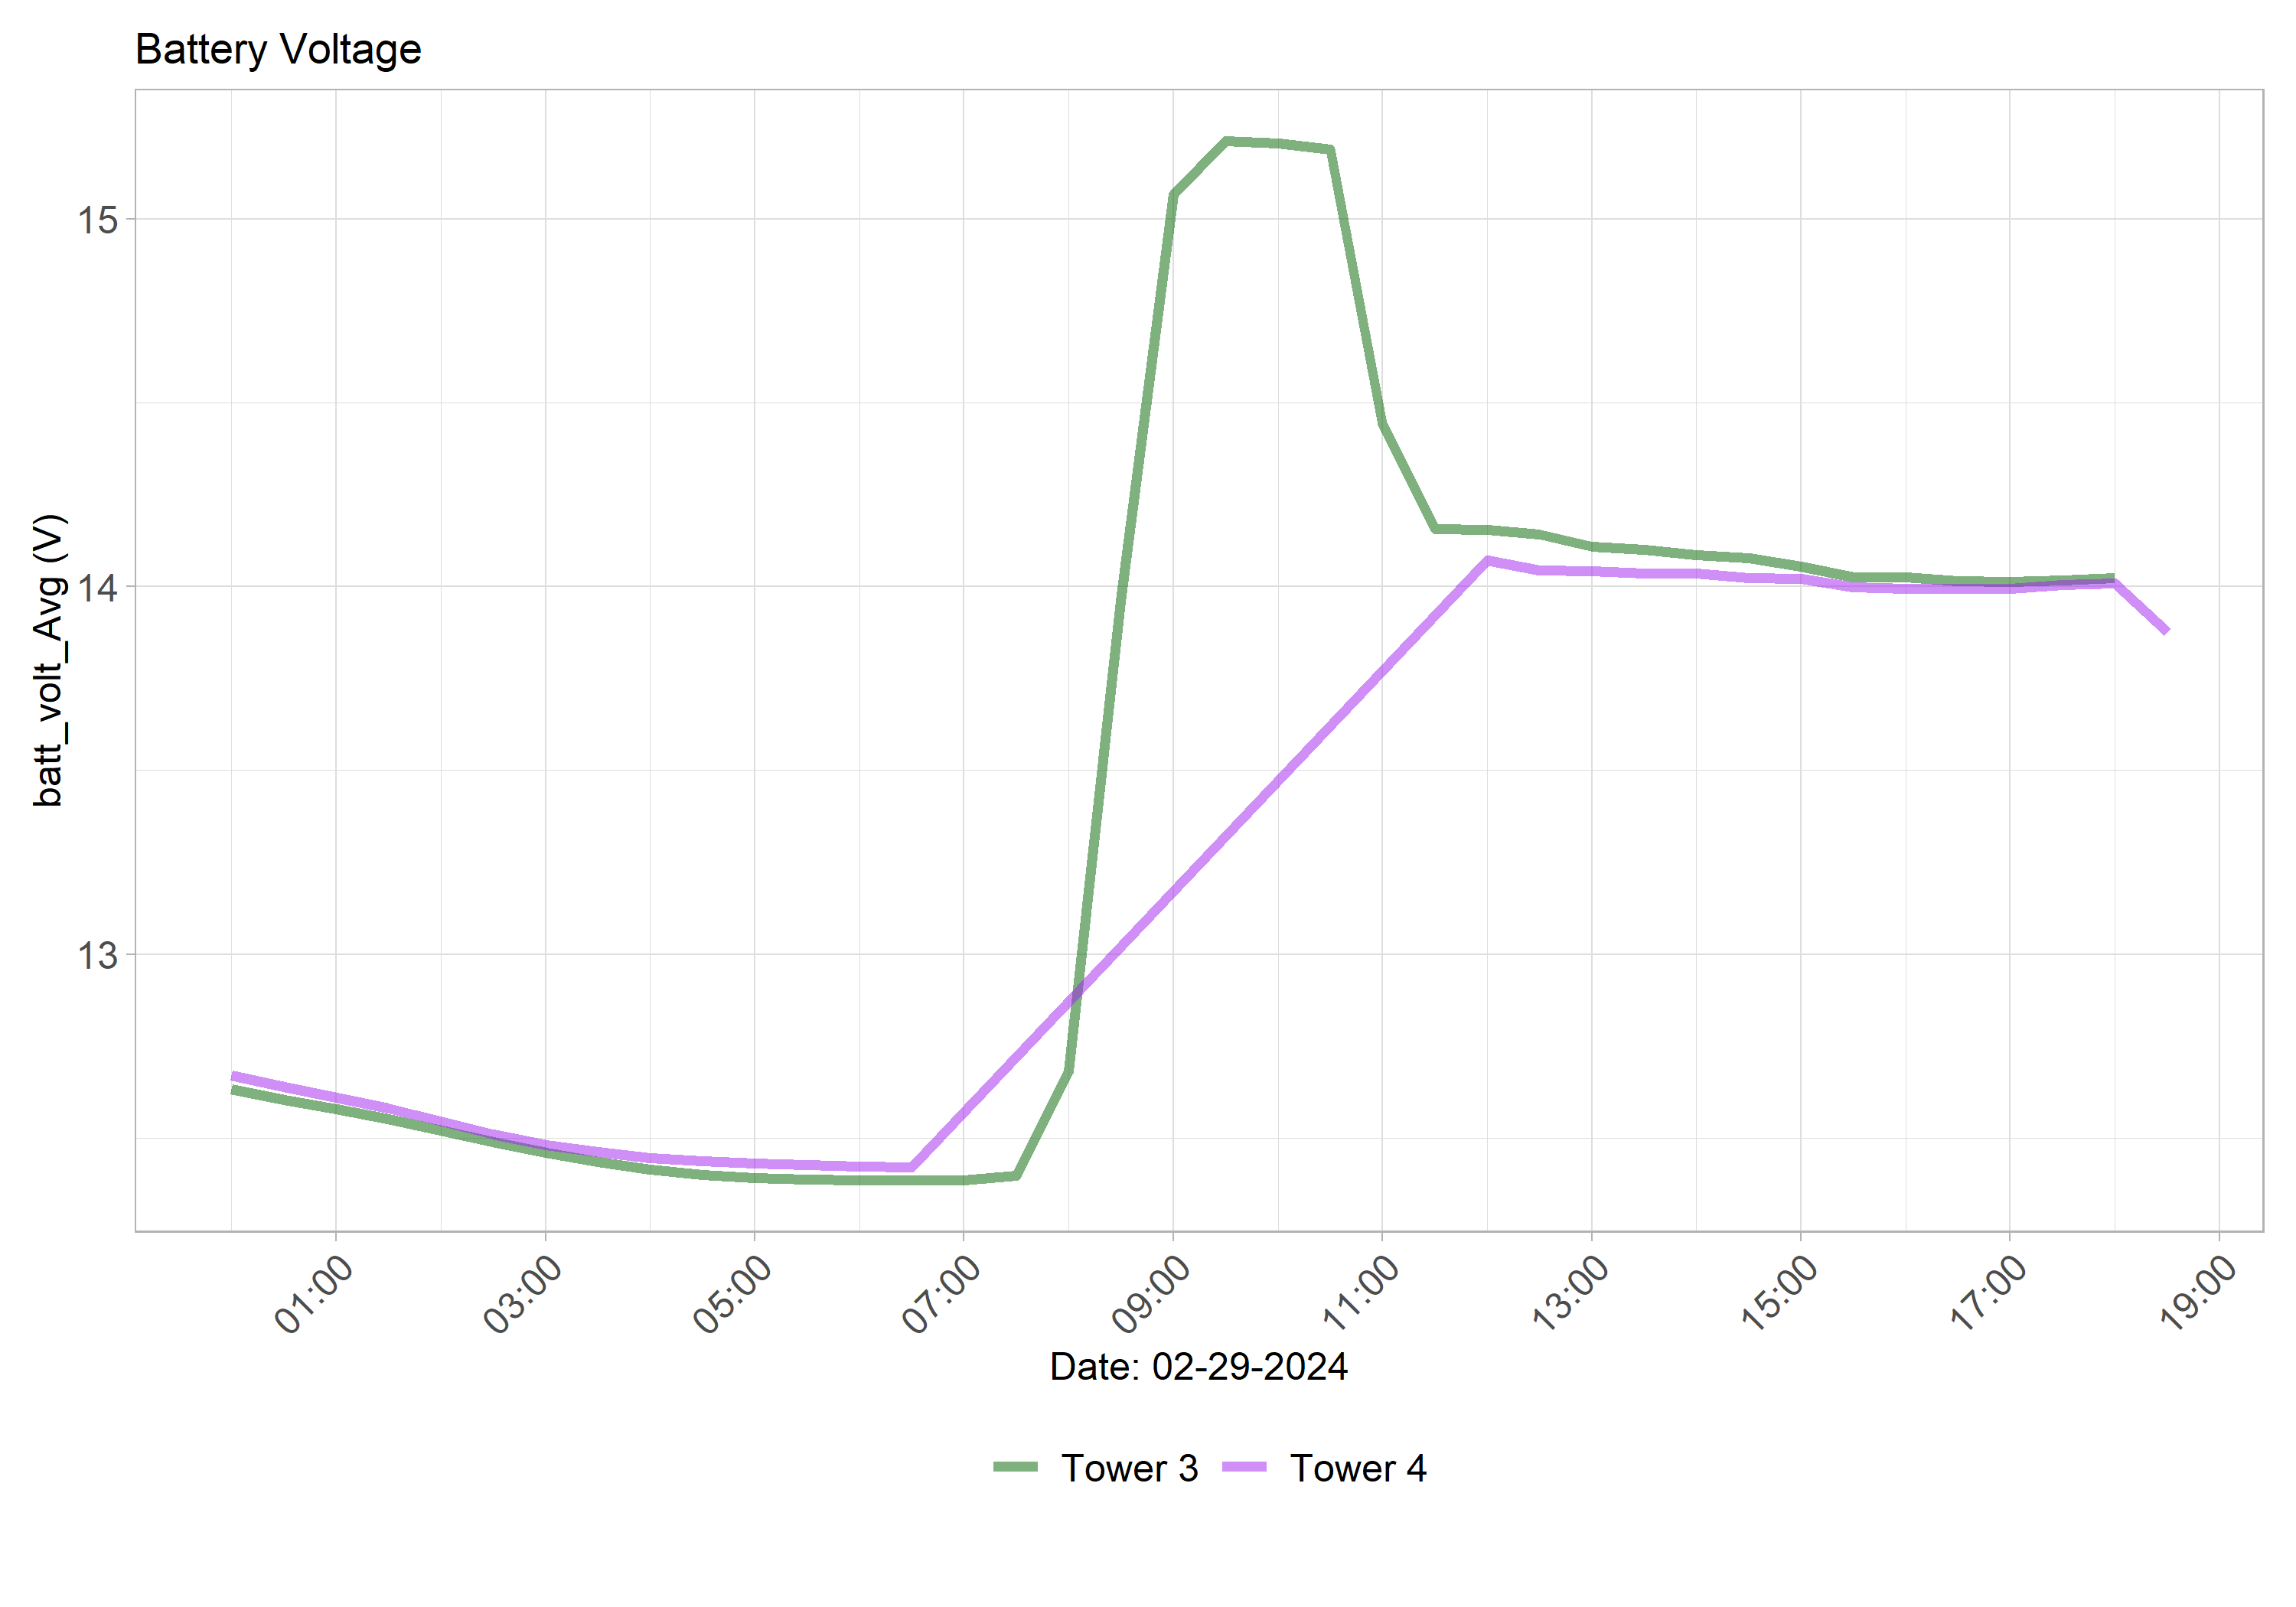 Battery Voltage
batt_volt_Avg (V)
15
14
13
01:00 03:00 05:00 07:00 09:00 11:00 13:00 15:00 17:00 19:00
Date: 02-29-2024
Tower 3 Tower 4